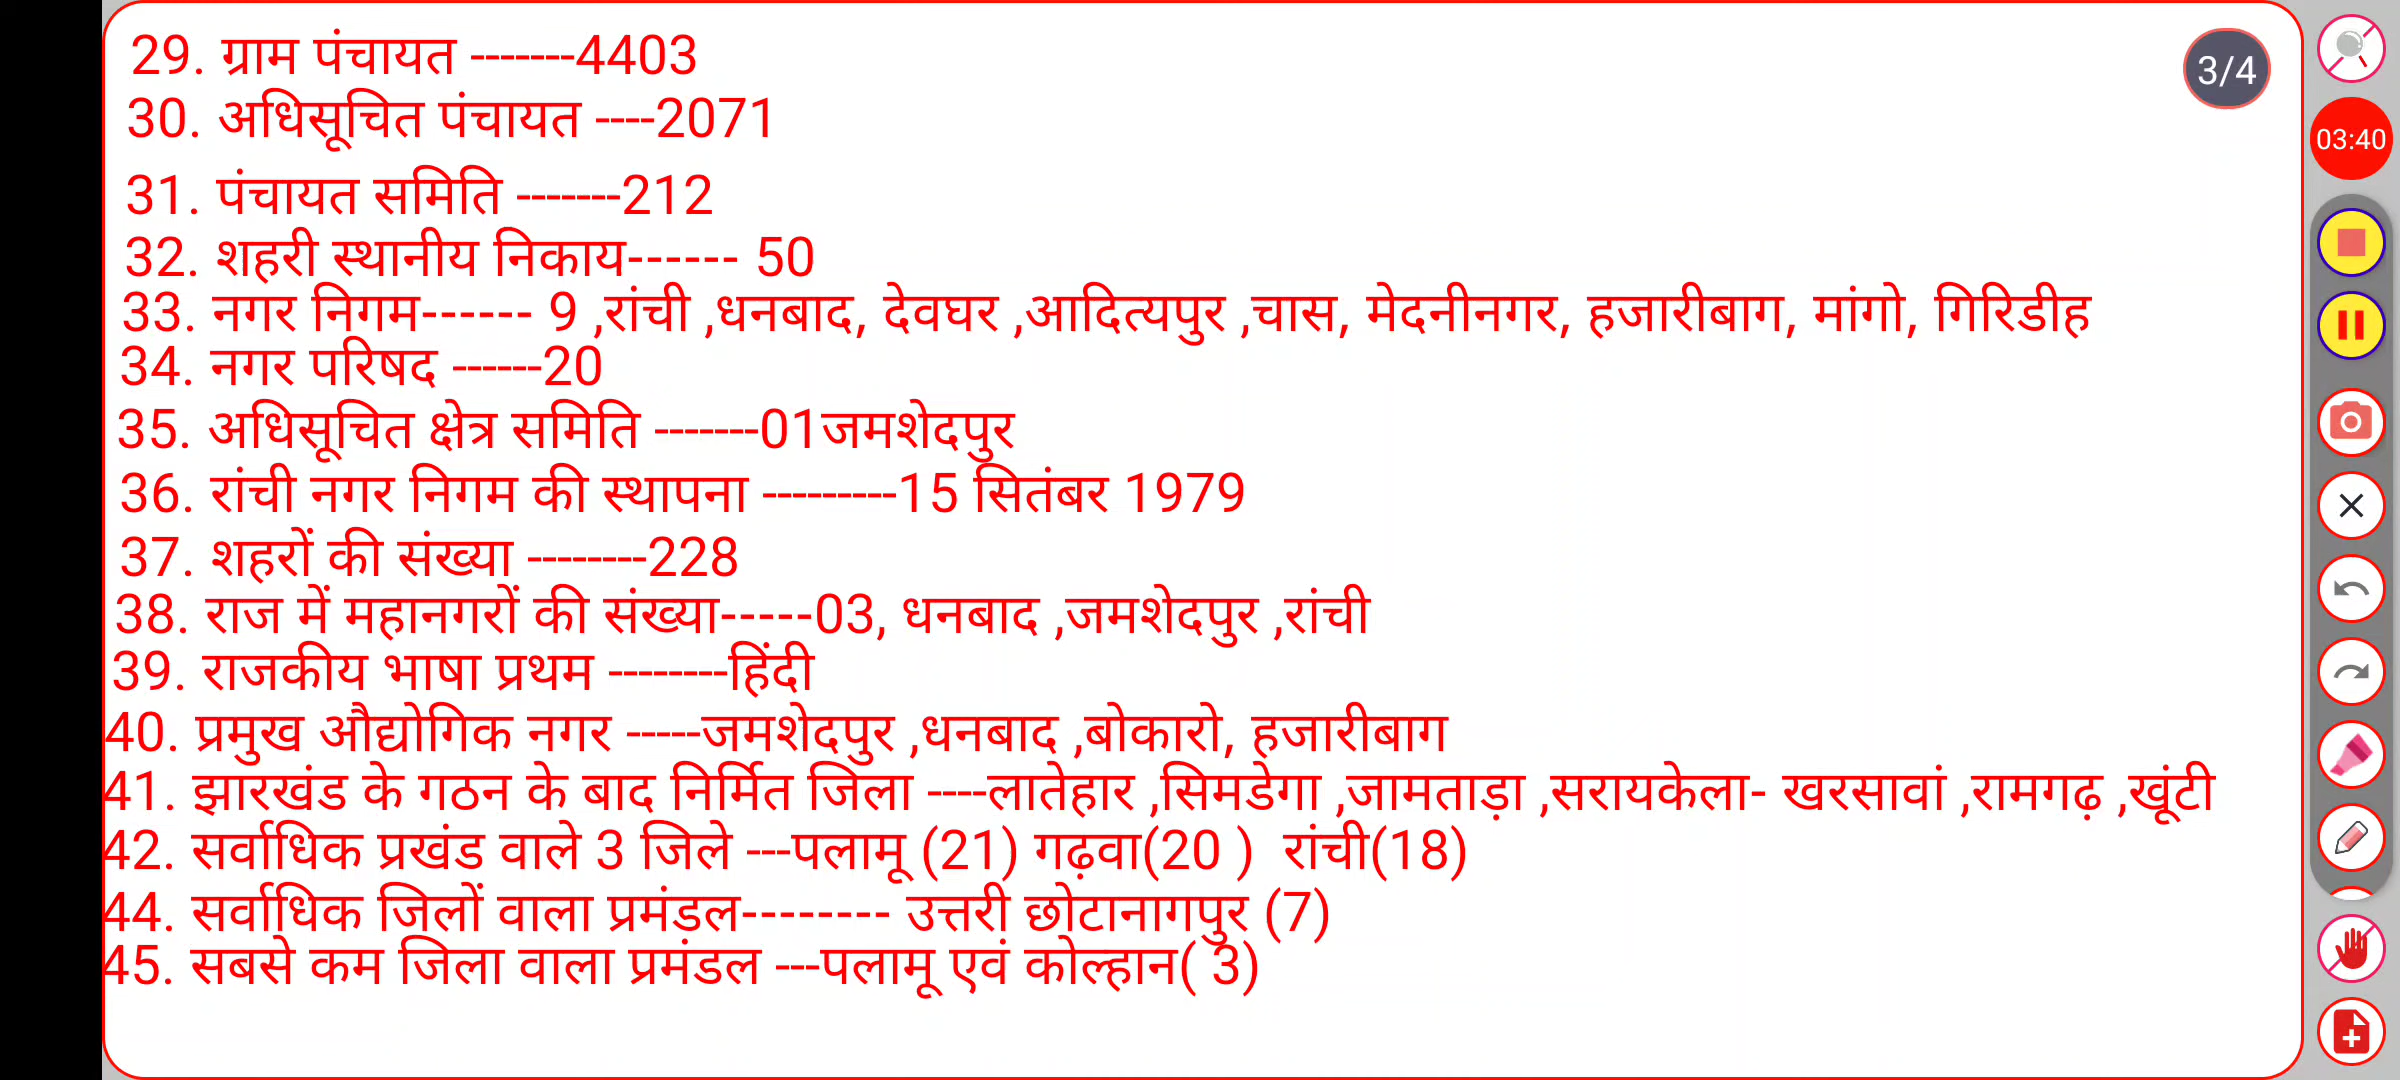 29. ग्राम पंचायत -------4403
30. अधिसूचित पंचायत ----2071
31. पंचायत समिति -------212
32. शहरी स्थानीय निकाय------ 50
33. नगर निगम------ 9 ,रांची ,धनबाद, देवघर ,आदित्यपुर ,चास, मेदनीनगर, हजारीबाग, मांगो, गिरिडीह
34. नगर परिषद ------20
35. अधिसूचित क्षेत्र समिति -------01जमशेदपुर
36. रांची नगर निगम की स्थापना ---------15 सितंबर 1979
37. शहरों की संख्या --------228
38. राज में महानगरों की संख्या-----03, धनबाद ,जमशेदपुर ,रांची
39. राजकीय भाषा प्रथम --------हिंदी
40. प्रमुख औद्योगिक नगर -----जमशेदपुर ,धनबाद ,बोकारो, हजारीबाग
41. झारखंड के गठन के बाद निर्मित जिला ----लातेहार ,सिमडेगा ,जामताड़ा ,सरायकेला- खरसावां ,रामगढ़ ,खूंटी
42. सर्वाधिक प्रखंड वाले 3 जिले ---पलामू (21) गढ़वा(20 )  रांची(18)
44. सर्वाधिक जिलों वाला प्रमंडल-------- उत्तरी छोटानागपुर (7)
45. सबसे कम जिला वाला प्रमंडल ---पलामू एवं कोल्हान( 3)
3/4
03:40